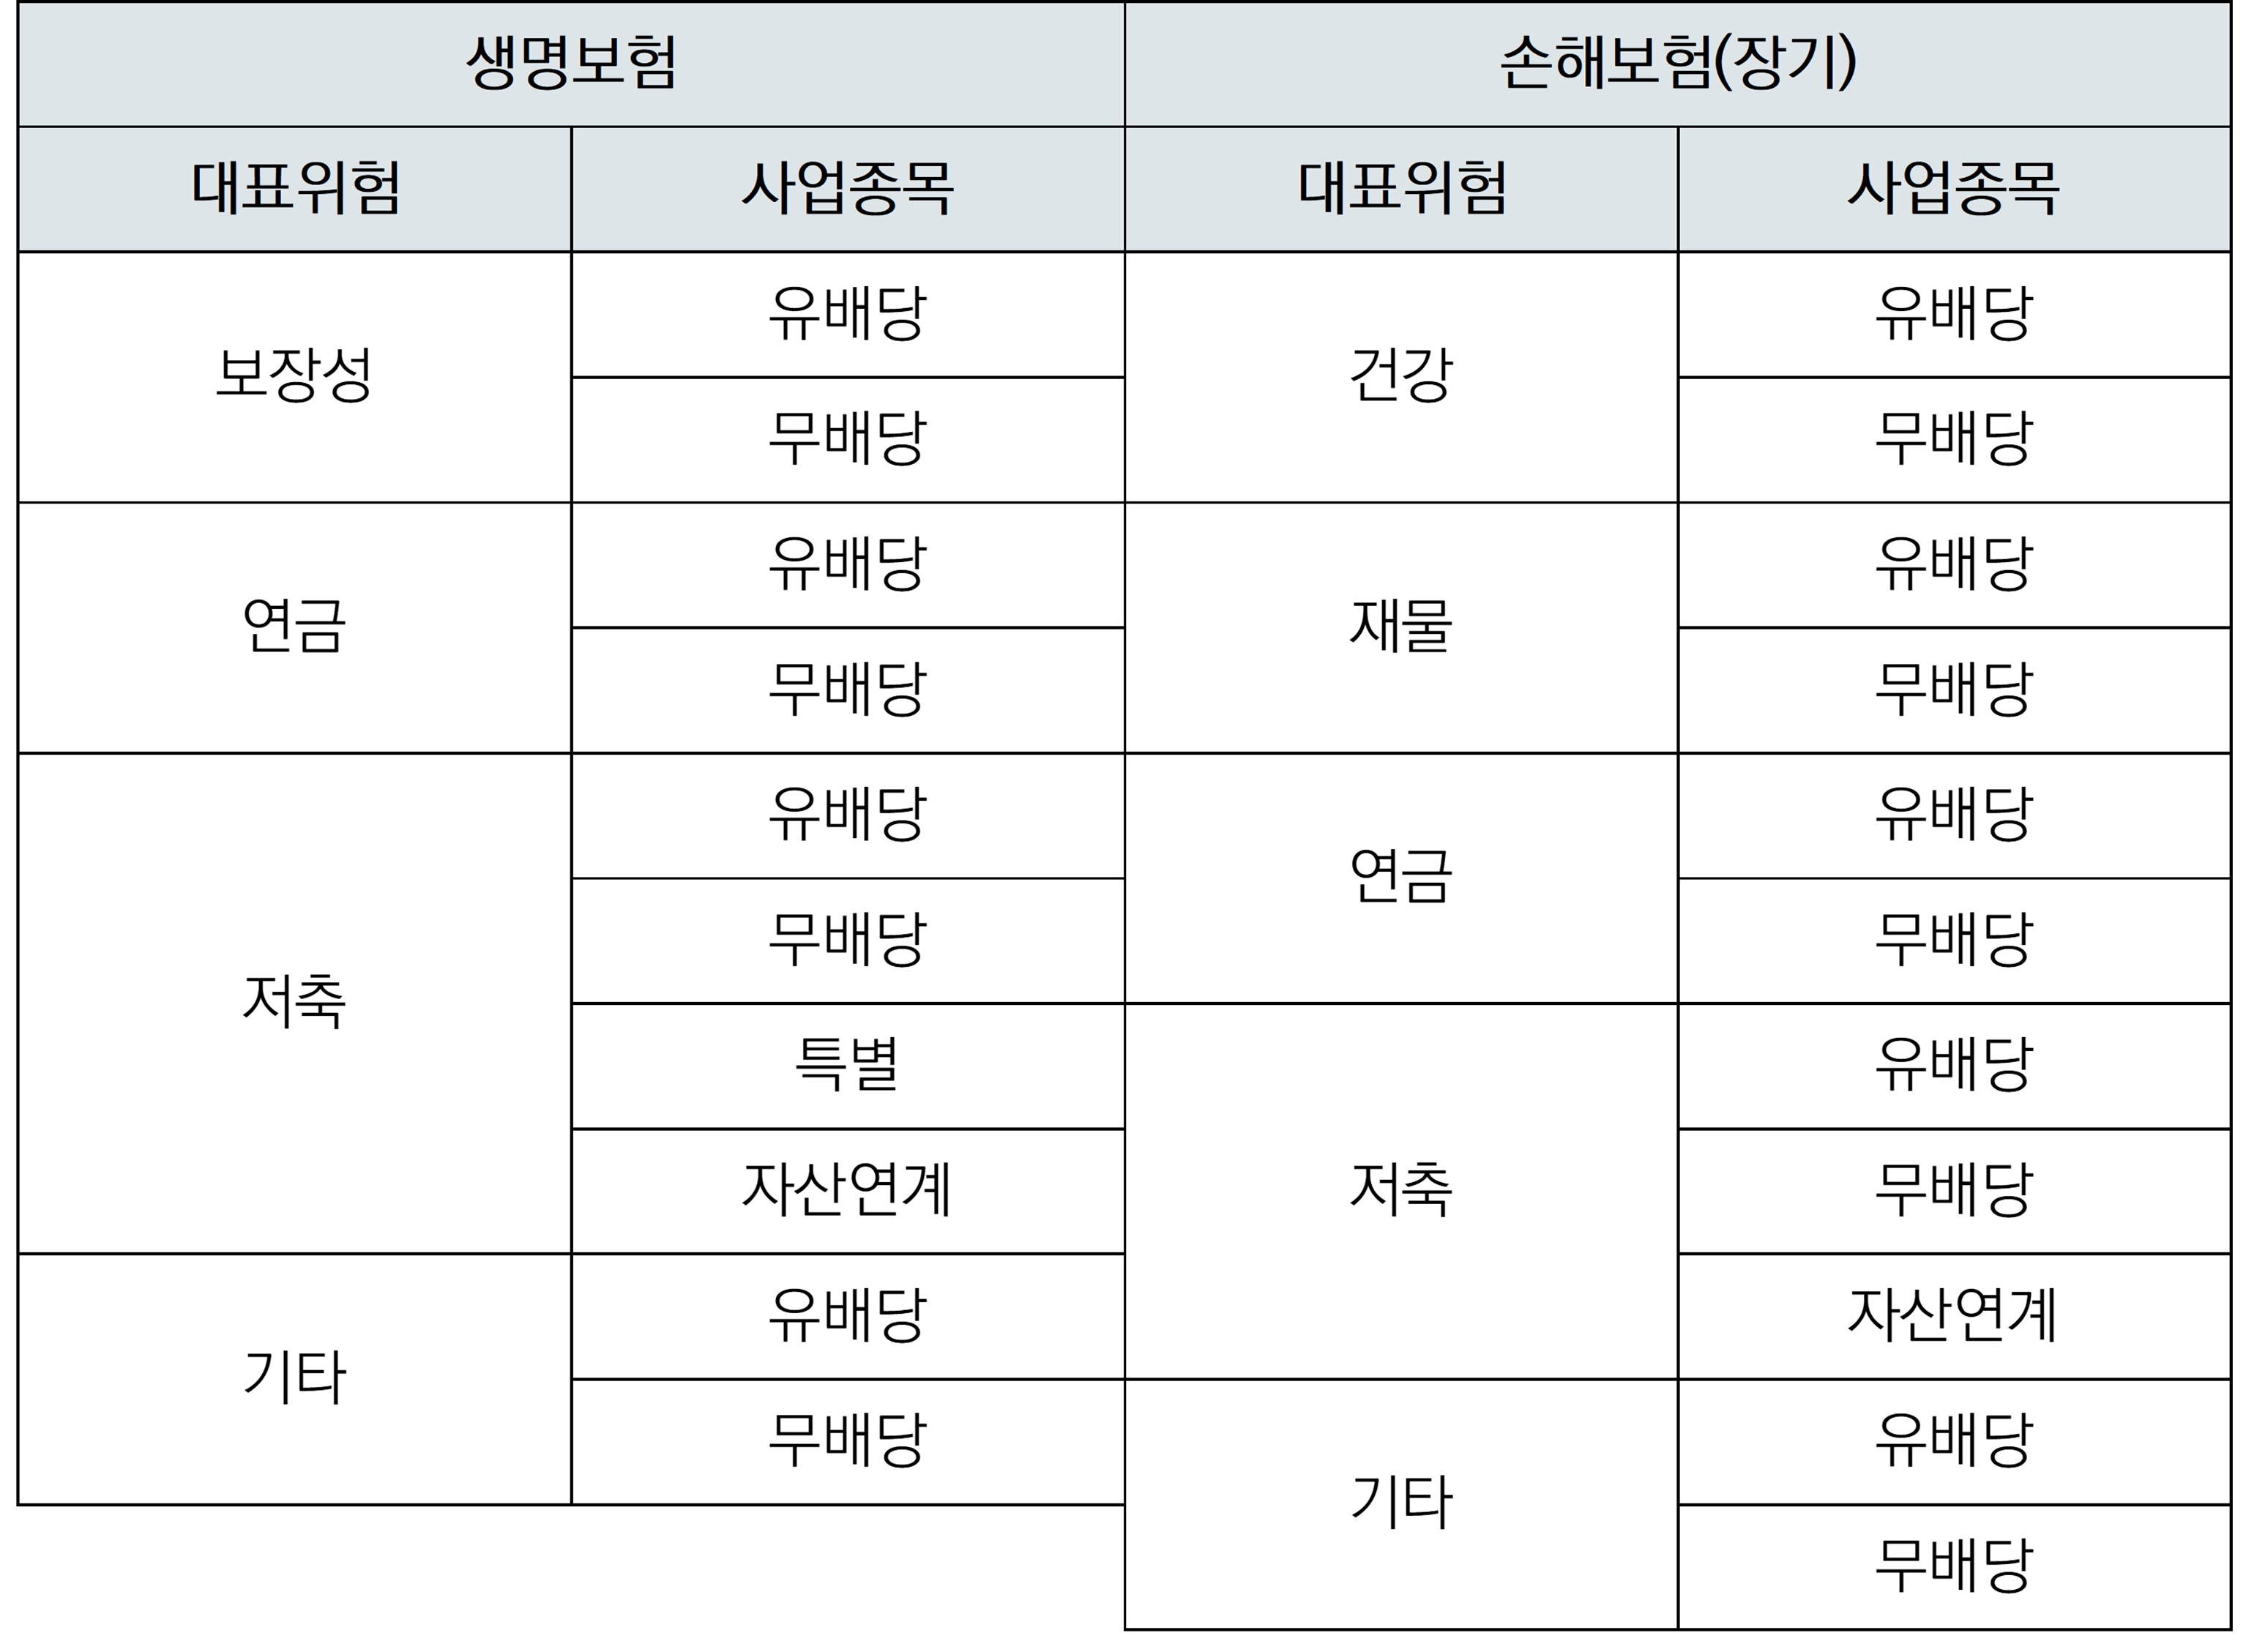 생명보험 손해보험(장기)
대표위험 사업종목 대표위험 사업종목
보장성 유배당 건강 유배당
무배당 무배당
연금 유배당 재물 유배당
무배당 무배당
저축 유배당 연금 유배당
무배당 무배당
특별 저축 유배당
자산연계 무배당
기타 유배당 자산연계
무배당 기타 유배당
무배당